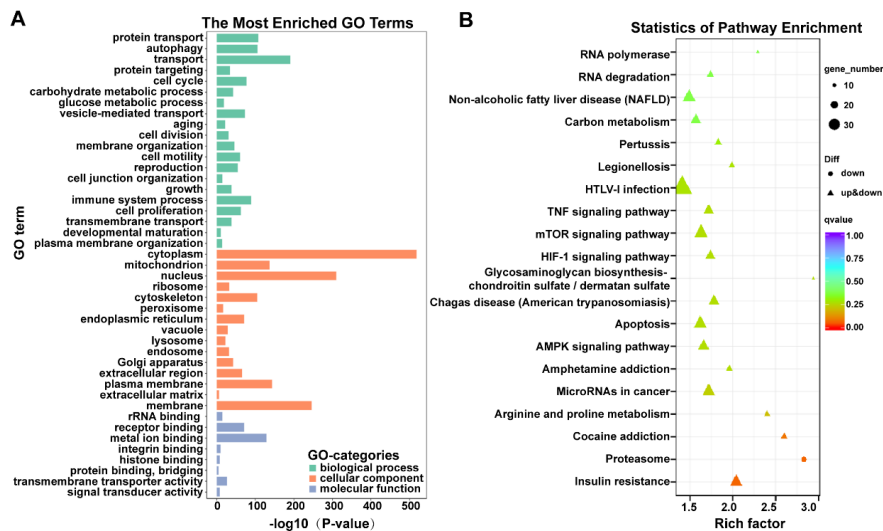 A
The Most Enriched GO Terms
GO term
protein transport
autophagy
transport
protein targeting
cell cycle
carbohydrate metabolic process
glucose metabolic process
vesicle-mediated transport
aging
cell division
membrane organization
cell motility
reproduction
cell junction organization
growth
immune system process
cell proliferation
transmembrane transport
developmental maturation
plasma membrane organization
cytoplasm
mitochondrion
nucleus
ribosome
cytoskeleton
peroxisome
endoplasmic reticulum
vacuole
lysosome
endosome
Golgi apparatus
extracellular region
plasma membrane
extracellular matrix
membrane
rRNA binding
receptor binding
metal ion binding
integrin binding
histone binding
protein binding, bridging
transmembrane transporter activity
signal transducer activity
GO-categories
biological process
cellular component
molecular function
0 100 200 300 400 500
-log10（P-value）
B
Statistics of Pathway Enrichment
RNA polymerase
RNA degradation
Non-alcoholic fatty liver disease (NAFLD)
Carbon metabolism
Pertussis
Legionellosis
HTLV-I infection
TNF signaling pathway
mTOR signaling pathway
HIF-1 signaling pathway
Glycosaminoglycan biosynthesis-
chondroitin sulfate / dermatan sulfate
Chagas disease (American trypanosomiasis)
Apoptosis
AMPK signaling pathway
Amphetamine addiction
MicroRNAs in cancer
Arginine and proline metabolism
Cocaine addiction
Proteasome
Insulin resistance
1.5 2.0 2.5 3.0
Rich factor
gene_number
10
20
30
Diff
down
up&down
qvalue
1.00
0.75
0.50
0.25
0.00